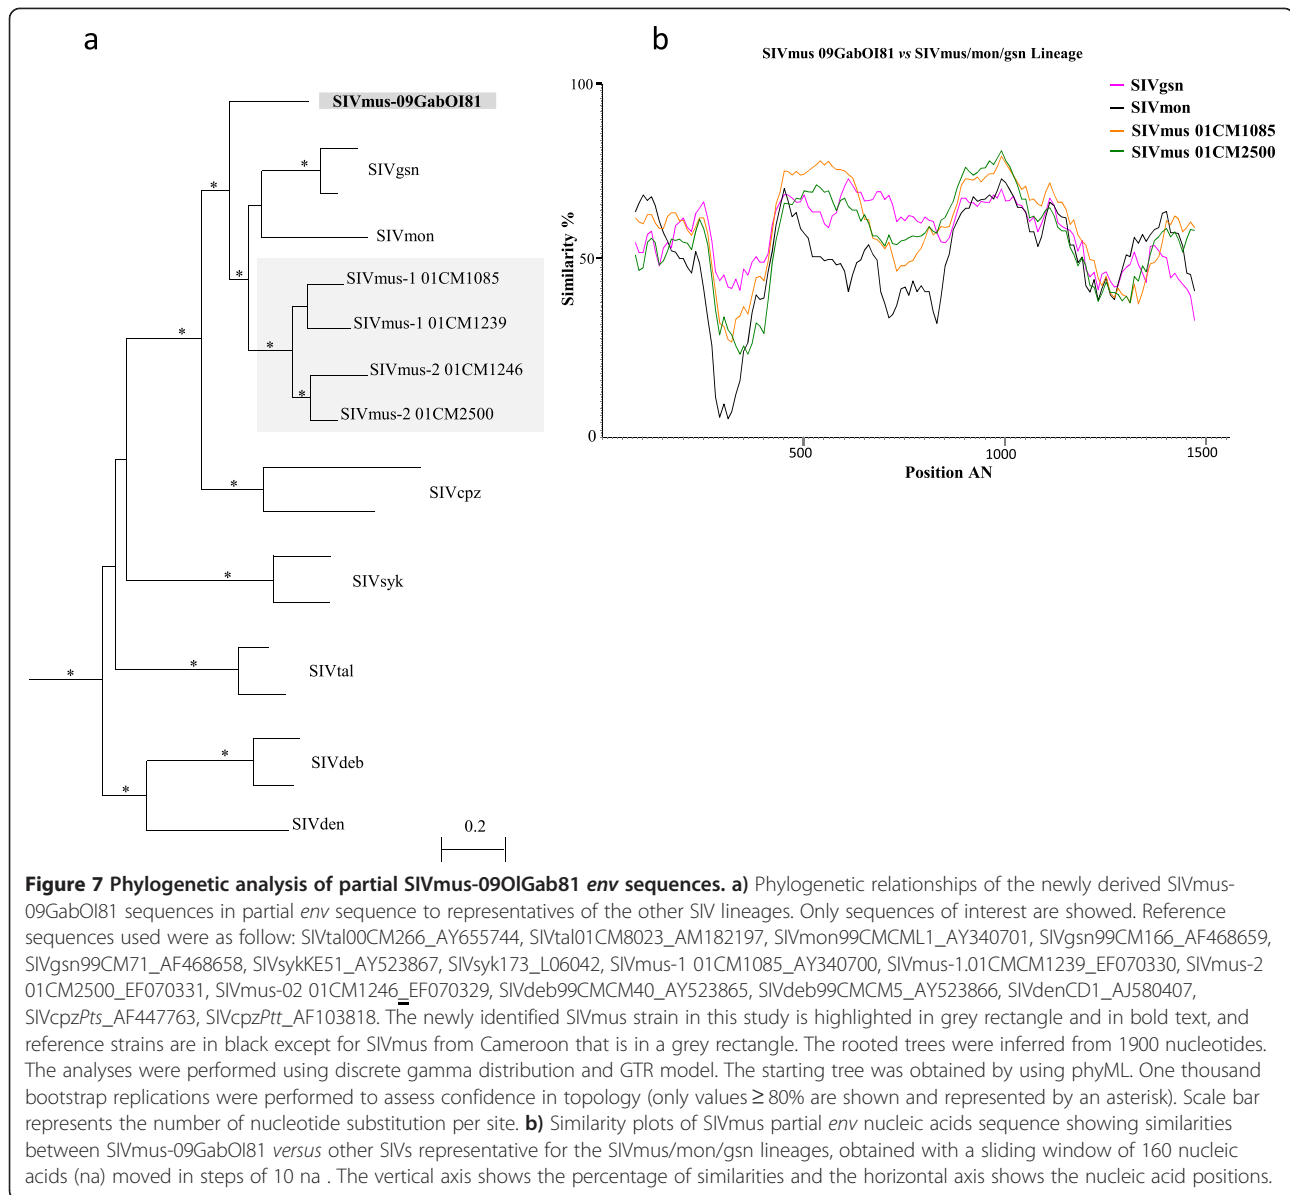 a
SIVmus-09GabOI81
*
SIVgsn
*
SIVmon
*
SIVmus-1 01CM1085
*
SIVmus-1 01CM1239
*
SIVmus-2 01CM1246
*
SIVmus-2 01CM2500
*
SIVcpz
*
SIVsyk
*
SIVtal
*
SIVdeb
*
SIVden
*
0.2
b
SIVmus 09GabOI81 vs SIVmus/mon/gsn Lineage
SIVgsn
SIVmon
SIVmus 01CM1085
SIVmus 01CM2500
Similarity %
100
50
0
500
1000
1500
Position AN
Figure 7 Phylogenetic analysis of partial SIVmus-09OlGab81 env sequences. a) Phylogenetic relationships of the newly derived SIVmus-
09GabOI81 sequences in partial env sequence to representatives of the other SIV lineages. Only sequences of interest are showed. Reference
sequences used were as follow: SIVtal00CM266_AY655744, SIVtal01CM8023_AM182197, SIVmon99CMCML1_AY340701, SIVgsn99CM166_AF468659,
SIVgsn99CM71_AF468658, SIVsykKE51_AY523867, SIVsyk173_L06042, SIVmus-1 01CM1085_AY340700, SIVmus-1.01CMCM1239_EF070330, SIVmus-2
01CM2500_EF070331, SIVmus-02 01CM1246_EF070329, SIVdeb99CMCM40_AY523865, SIVdeb99CMCM5_AY523866, SIVdenCD1_AJ580407,
SIVcpzPts_AF447763, SIVcpzPtt_AF103818. The newly identified SIVmus strain in this study is highlighted in grey rectangle and in bold text, and
reference strains are in black except for SIVmus from Cameroon that is in a grey rectangle. The rooted trees were inferred from 1900 nucleotides.
The analyses were performed using discrete gamma distribution and GTR model. The starting tree was obtained by using phyML. One thousand
bootstrap replications were performed to assess confidence in topology (only values ≥ 80% are shown and represented by an asterisk). Scale bar
represents the number of nucleotide substitution per site. b) Similarity plots of SIVmus partial env nucleic acids sequence showing similarities
between SIVmus-09GabOI81 versus other SIVs representative for the SIVmus/mon/gsn lineages, obtained with a sliding window of 160 nucleic
acids (na) moved in steps of 10 na . The vertical axis shows the percentage of similarities and the horizontal axis shows the nucleic acid positions.